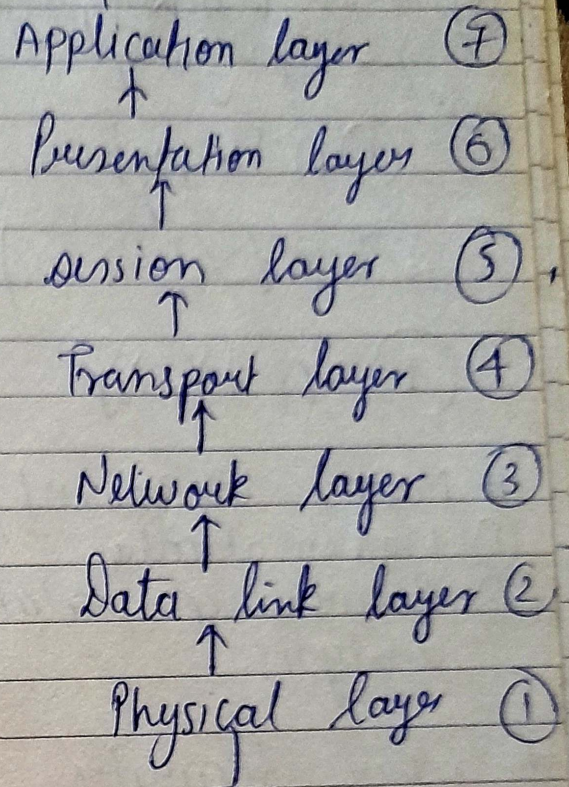 Application layer 7
Presentation layer 6
session layer 5
Transport layer 4
Network layer 3
Data link layer 2
Physical layer 1